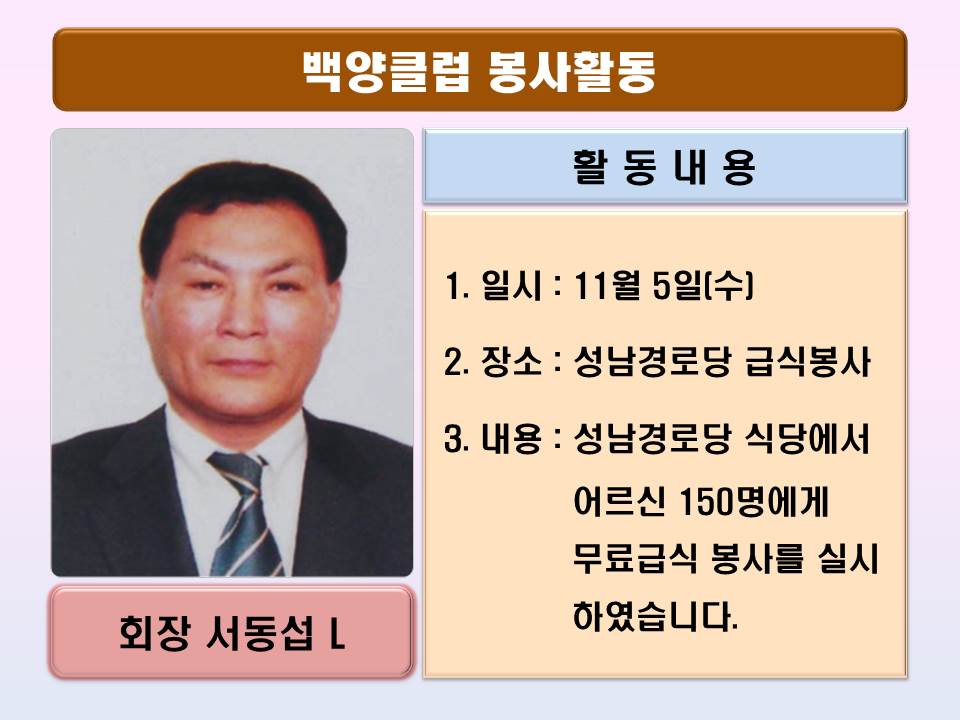 백양클럽 봉사활동
활 동 내 용
1. 일시 : 11월 5일(수)
2. 장소 : 성남경로당 급식봉사
3. 내용 : 성남경로당 식당에서
어르신 150명에게
무료급식 봉사를 실시
하였습니다.
회장 서동섭 L